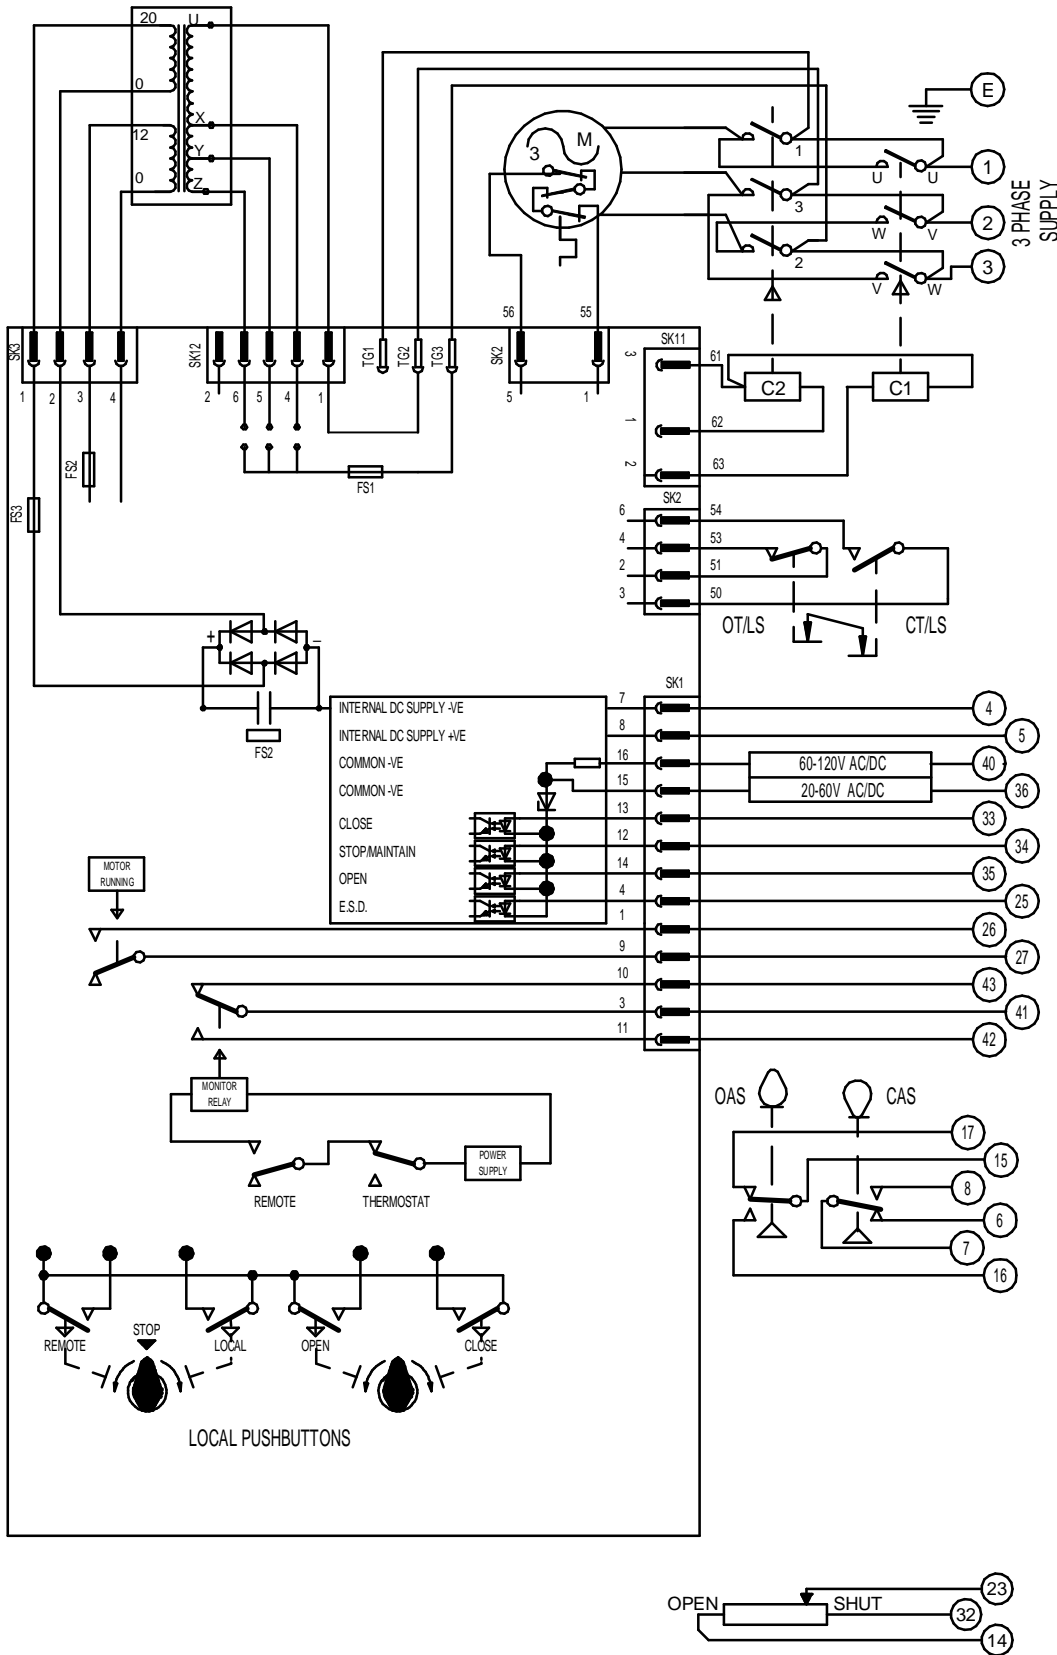 20
U
0
X
12
Y
0
Z
3
M
E
1
U
U
1
3
W
V
2
2
V
W
3
3 PHASE
SUPPLY
SK3
1
2
3
4
SK12
2
6
5
4
1
TG1
TG2
TG3
56
55
SK2
5
1
SK11
3
61
C2
C1
1
62
2
63
FS2
FS3
FS1
SK2
6
54
4
53
2
51
3
50
OT/LS
CT/LS
+
–
FS2
SK1
INTERNAL DC SUPPLY -VE
7
4
INTERNAL DC SUPPLY +VE
8
5
COMMON -VE
16
60-120V AC/DC
40
COMMON -VE
15
20-60V AC/DC
36
CLOSE
13
33
STOP/MAINTAIN
12
34
OPEN
14
35
E.S.D.
4
25
MOTOR
RUNNING
1
26
9
27
10
43
3
41
11
42
MONITOR
RELAY
POWER
SUPPLY
REMOTE
THERMOSTAT
OAS
CAS
17
15
8
6
7
16
REMOTE
STOP
LOCAL
OPEN
CLOSE
LOCAL PUSHBUTTONS
OPEN
SHUT
23
32
14